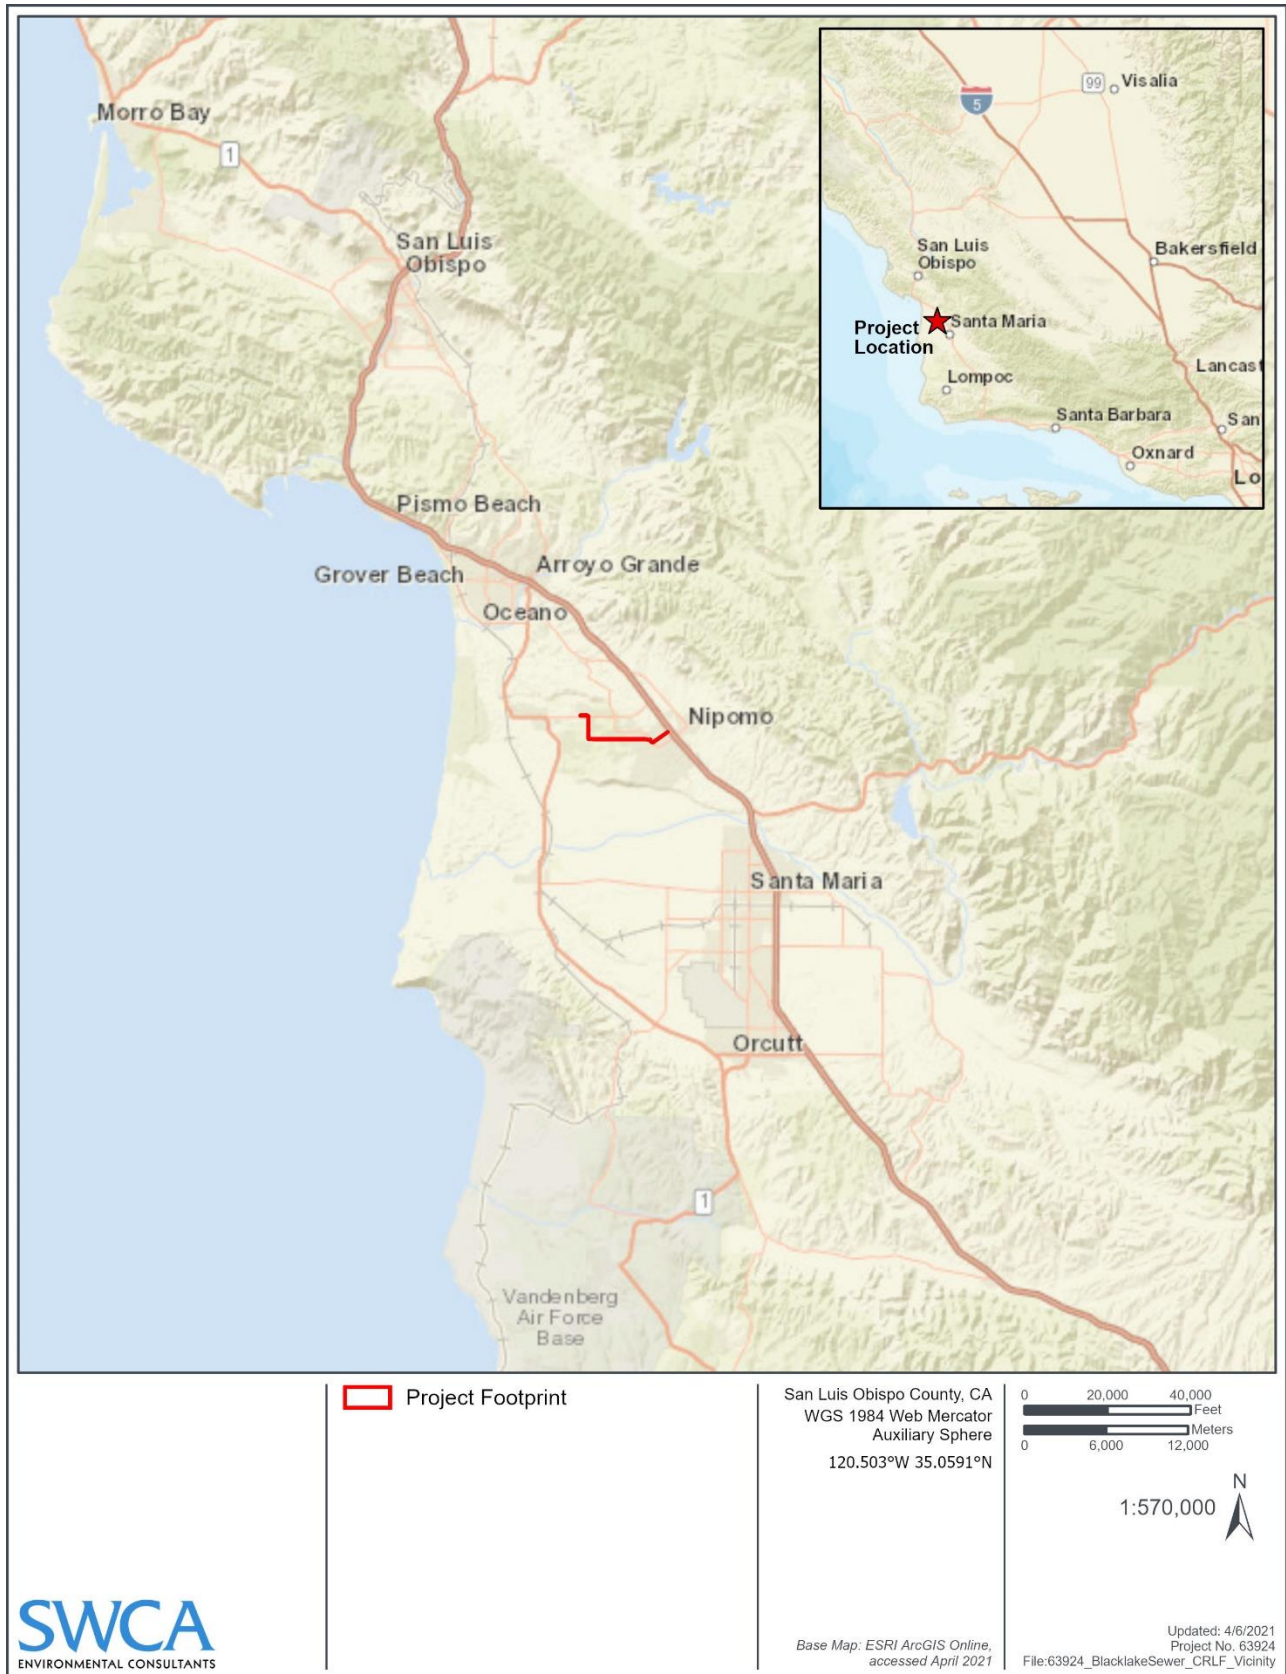 Morro Bay
1
San Luis
Obispo
Pismo Beach
Grover Beach
Arroyo Grande
Oceano
Nipomo
Santa Maria
Orcutt
1
Vandenberg
Air Force
Base
5
99
Visalia
San Luis
Obispo
Bakersfield
Project
Location
Santa Maria
Lompoc
Lancast
Santa Barbara
San
Oxnard
Lo
Project Footprint
San Luis Obispo County, CA
WGS 1984 Web Mercator
Auxiliary Sphere
120.503°W 35.0591°N
0 20,000 40,000
Feet
Meters
0 6,000 12,000
N
1:570,000
SWCA
ENVIRONMENTAL CONSULTANTS
Base Map: ESRI ArcGIS Online,
accessed April 2021
Updated: 4/6/2021
Project No. 63924
File:63924_BlacklakeSewer_CRLF_Vicinity